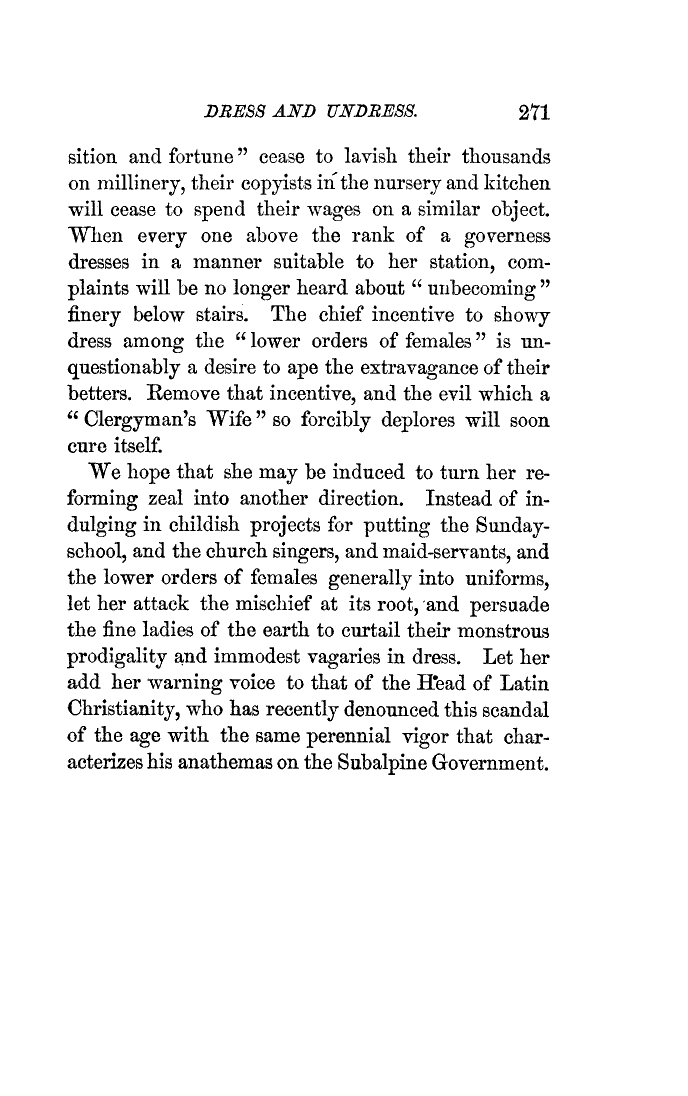 DRESS AND UNDRESS. 271
sition and fortune" cease to lavish their thousands
on millinery, their copyists in the nursery and kitchen
will cease to spend their wages on a similar object.
When every one above the rank of a governess
dresses in a manner suitable to her station, com-
plaints will be no longer heard about "unbecoming"
finery below stairs. The chief incentive to showy
dress among the "lower orders of females" is un-
questionably a desire to ape the extravagance of their
betters. Remove that incentive, and the evil which a
"Clergyman's Wife" so forcibly deplores will soon
cure itself.
We hope that she may be induced to turn her re-
forming zeal into another direction. Instead of in-
dulging in childish projects for putting the Sunday-
school, and the church singers, and maid-servants, and
the lower orders of females generally into uniforms,
let her attack the mischief at its root, and persuade
the fine ladies of the earth to curtail their monstrous
prodigality and immodest vagaries in dress. Let her
add her warning voice to that of the Head of Latin
Christianity, who has recently denounced this scandal
of the age with the same perennial vigor that char-
acterizes his anathemas on the Subalpine Government.